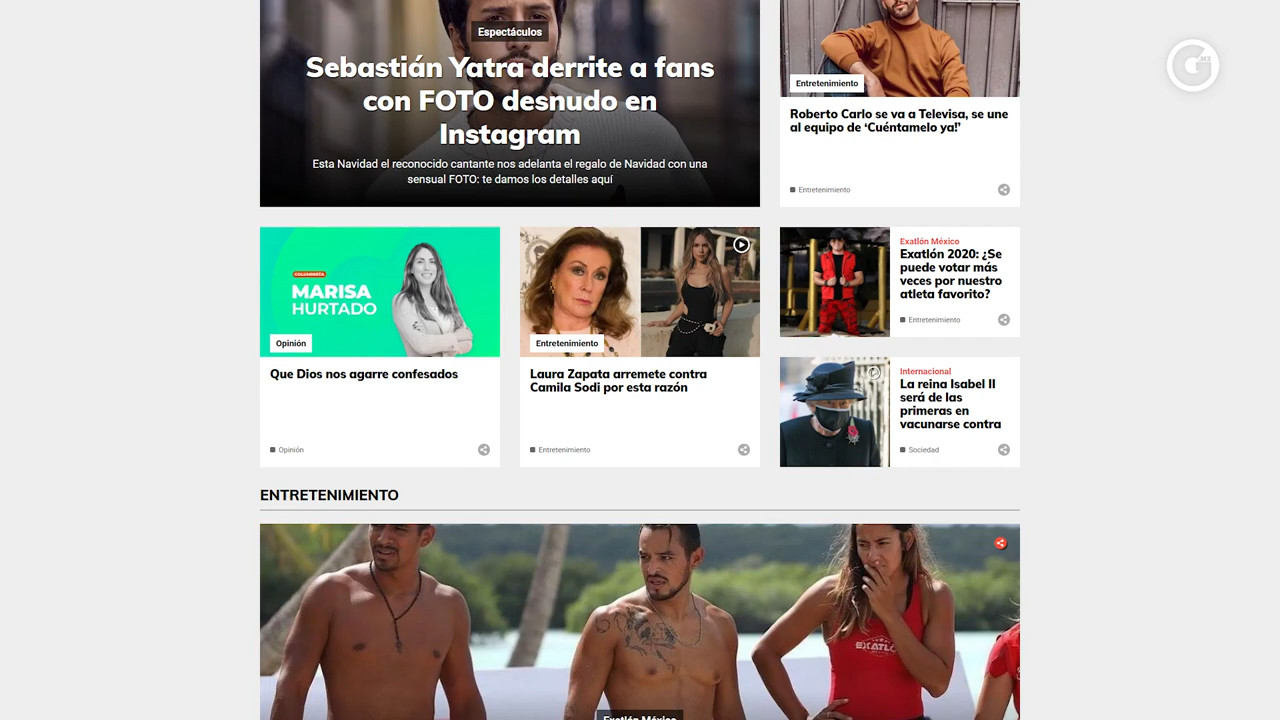 Espectáculos
Sebastián Yatra derrite a fans
con FOTO desnudo en
Instagram
Esta Navidad el reconocido cantante nos adelanta el regalo de Navidad con una
sensual FOTO: te damos los detalles aquí
Entretenimiento
Roberto Carlo se va a Televisa, se une
al equipo de ‘Cuéntamelo ya!’
Entretenimiento
G
MX
COLUMNISTA
MARISA
HURTADO
Opinión
Que Dios nos agarre confesados
Opinión
Entretenimiento
Laura Zapata arremete contra
Camila Sodi por esta razón
Entretenimiento
Exatlón México
Exatlón 2020: ¿Se
puede votar más
veces por nuestro
atleta favorito?
Entretenimiento
Internacional
La reina Isabel II
será de las
primeras en
vacunarse contra
Sociedad
ENTRETENIMIENTO
EXATLÓN
Exatlón México